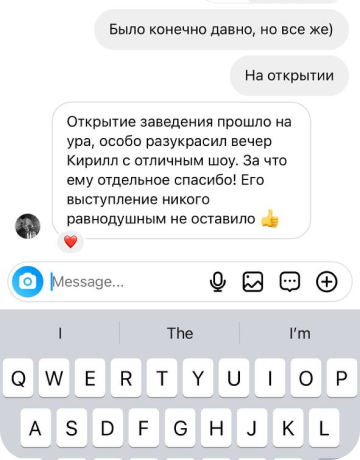 Было конечно давно, но все же)
На открытии
Открытие заведения прошло на
ура, особо разукрасил вечер
Кирилл с отличным шоу. За что
ему отдельное спасибо! Его
выступление никого
равнодушным не оставило 👍
❤️
Message...
I The I'm
Q W E R T Y U I O P
A S D F G H J K L